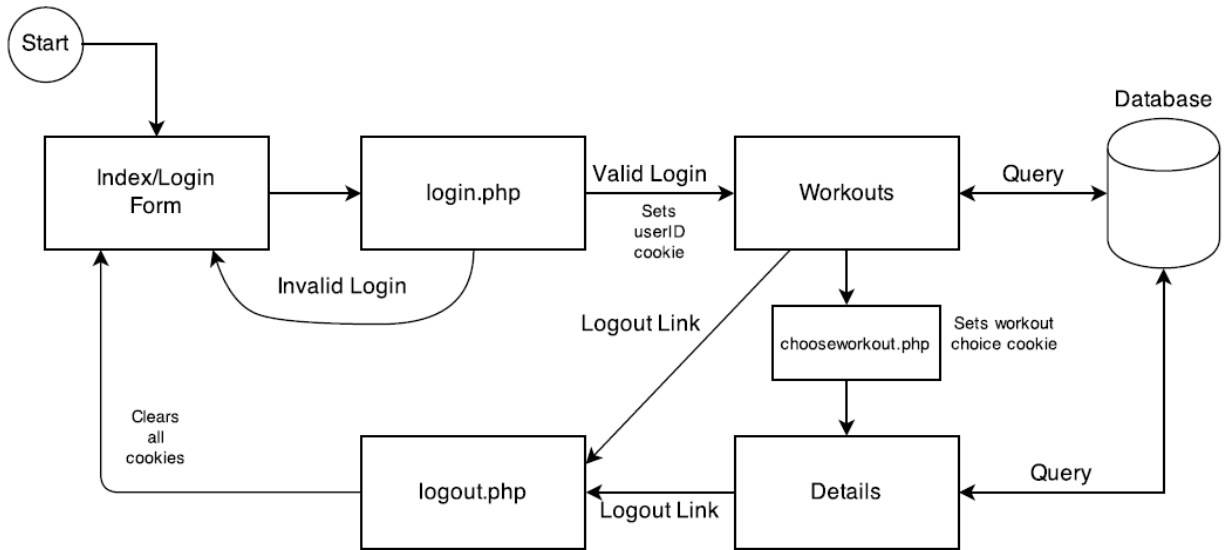 Start
Database
Index/Login
Form
login.php
Valid Login
Sets
userID
cookie
Workouts
Query
Invalid Login
Logout Link
chooseworkout.php
Sets workout
choice cookie
Clears
all
cookies
logout.php
Logout Link
Details
Query